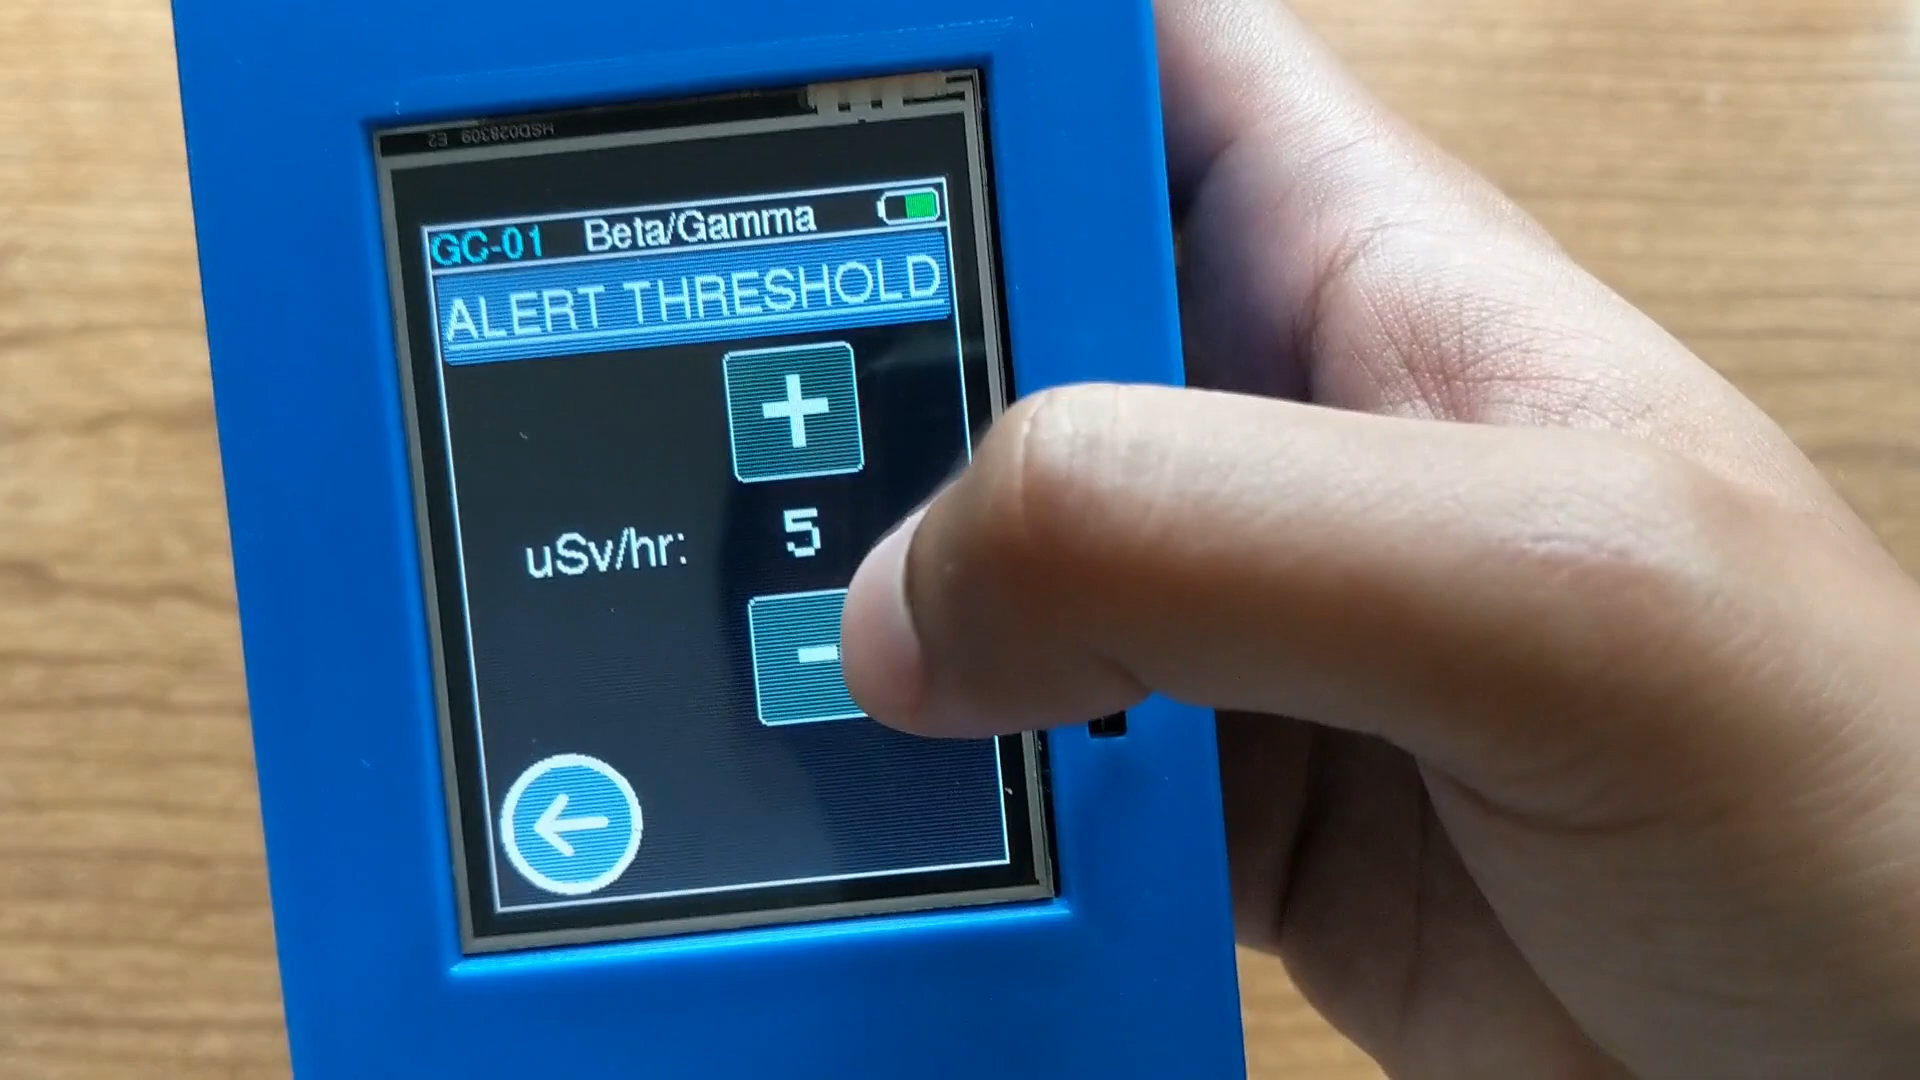 HSD028309 E2
GC-01 Beta/Gamma
ALERT THRESHOLD
+
uSv/hr: 5
-